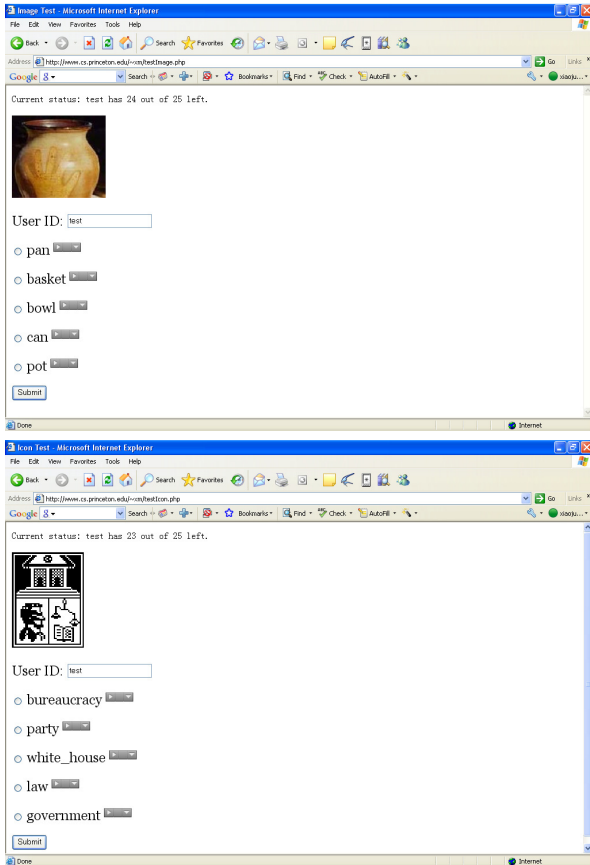 Image Test - Microsoft Internet Explorer
File Edit View Favorites Tools Help
Back Search Favorites
Address http://www.cs.princeton.edu/~xm/testImage.php Go Links
Google Search Bookmarks Find Check AutoFill xiaoju...
Current status: test has 24 out of 25 left.
User ID: test
pan
basket
bowl
can
pot
Submit
Done Internet
Icon Test - Microsoft Internet Explorer
File Edit View Favorites Tools Help
Back Search Favorites
Address http://www.cs.princeton.edu/~xm/testIcon.php Go Links
Google Search Bookmarks Find Check AutoFill xiaoju...
Current status: test has 23 out of 25 left.
User ID: test
bureaucracy
party
white_house
law
government
Submit
Done Internet